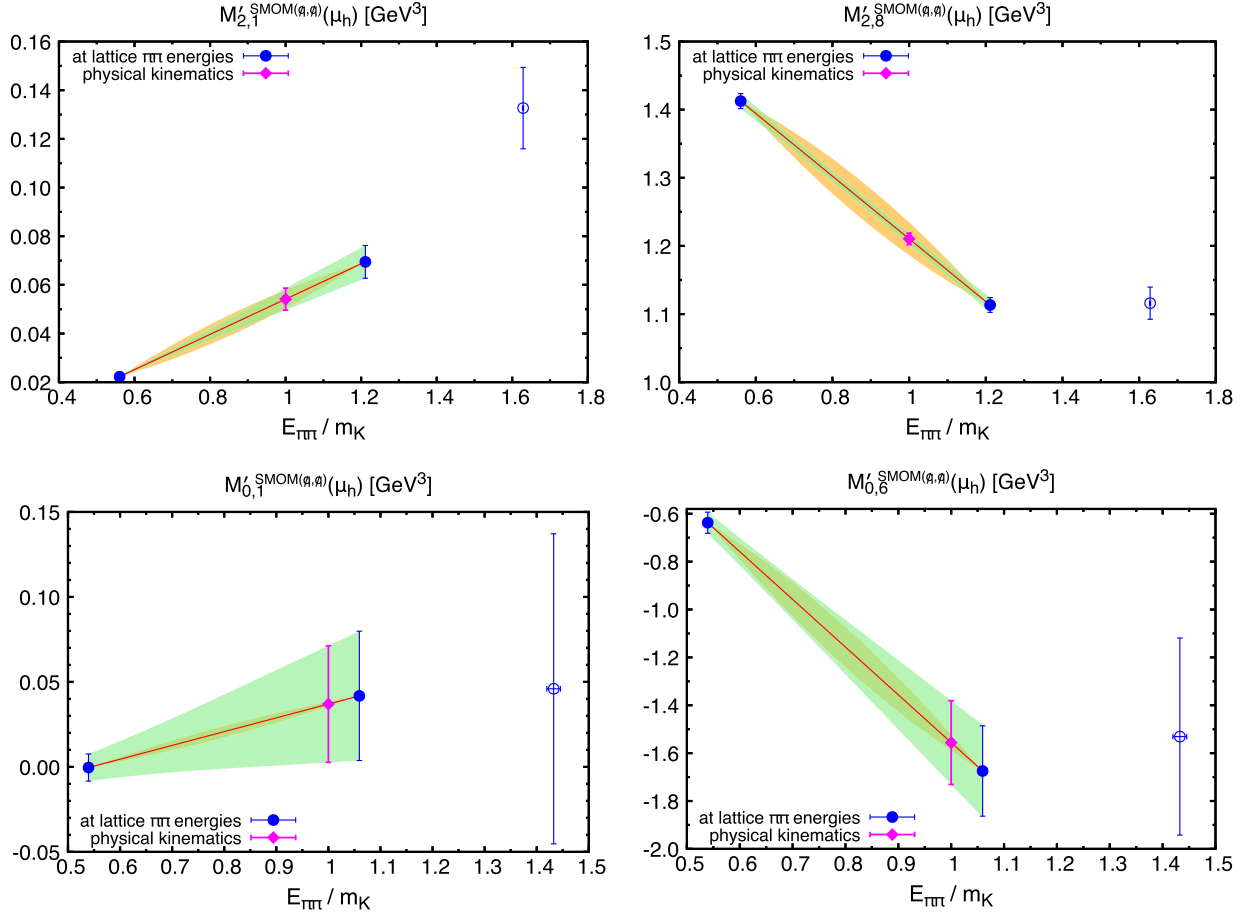 M′2,1 SMOM(q̸,q̸)(μh) [GeV3]
0.16
0.14
0.12
0.10
0.08
0.06
0.04
0.02
at lattice ππ energies
physical kinematics
0.4 0.6 0.8 1 1.2 1.4 1.6 1.8
Eππ / mK
M′2,8 SMOM(q̸,q̸)(μh) [GeV3]
1.5
1.4
1.3
1.2
1.1
1.0
at lattice ππ energies
physical kinematics
0.4 0.6 0.8 1 1.2 1.4 1.6 1.8
Eππ / mK
M′0,1 SMOM(q̸,q̸)(μh) [GeV3]
0.15
0.10
0.05
0.00
-0.05
at lattice ππ energies
physical kinematics
0.5 0.6 0.7 0.8 0.9 1 1.1 1.2 1.3 1.4 1.5
Eππ / mK
M′0,6 SMOM(q̸,q̸)(μh) [GeV3]
-0.6
-0.8
-1.0
-1.2
-1.4
-1.6
-1.8
-2.0
at lattice ππ energies
physical kinematics
0.5 0.6 0.7 0.8 0.9 1 1.1 1.2 1.3 1.4 1.5
Eππ / mK